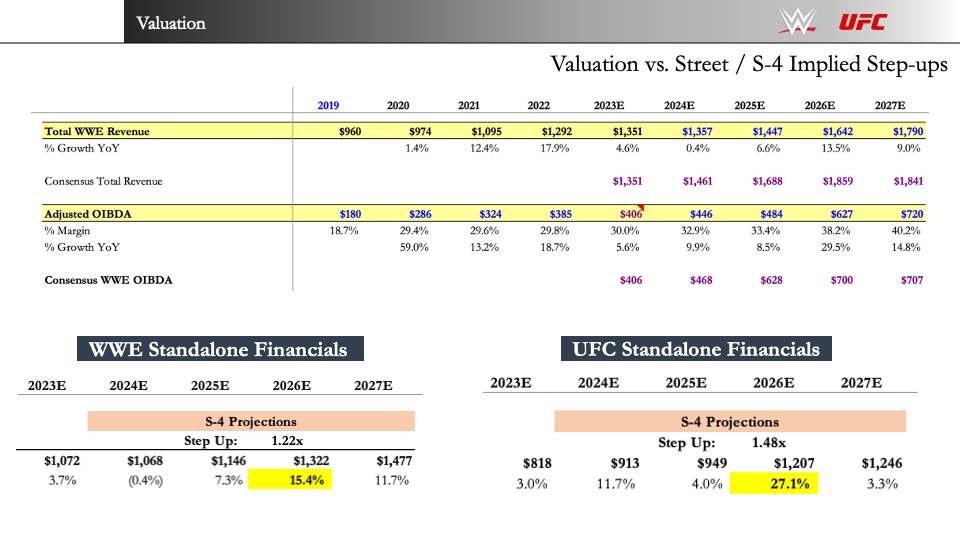 Valuation
W UFC
Valuation vs. Street / S-4 Implied Step-ups
2019 2020 2021 2022 2023E 2024E 2025E 2026E 2027E
Total WWE Revenue $960 $974 $1,095 $1,292 $1,351 $1,357 $1,447 $1,642 $1,790
% Growth YoY 1.4% 12.4% 17.9% 4.6% 0.4% 6.6% 13.5% 9.0%
Consensus Total Revenue $1,351 $1,461 $1,688 $1,859 $1,841
Adjusted OIBDA $180 $286 $324 $385 $406 $446 $484 $627 $720
% Margin 18.7% 29.4% 29.6% 29.8% 30.0% 32.9% 33.4% 38.2% 40.2%
% Growth YoY 59.0% 13.2% 18.7% 5.6% 9.9% 8.5% 29.5% 14.8%
Consensus WWE OIBDA $406 $468 $628 $700 $707
WWE Standalone Financials
2023E 2024E 2025E 2026E 2027E
S-4 Projections
Step Up: 1.22x
$1,072 $1,068 $1,146 $1,322 $1,477
3.7% (0.4%) 7.3% 15.4% 11.7%
UFC Standalone Financials
2023E 2024E 2025E 2026E 2027E
S-4 Projections
Step Up: 1.48x
$818 $913 $949 $1,207 $1,246
3.0% 11.7% 4.0% 27.1% 3.3%